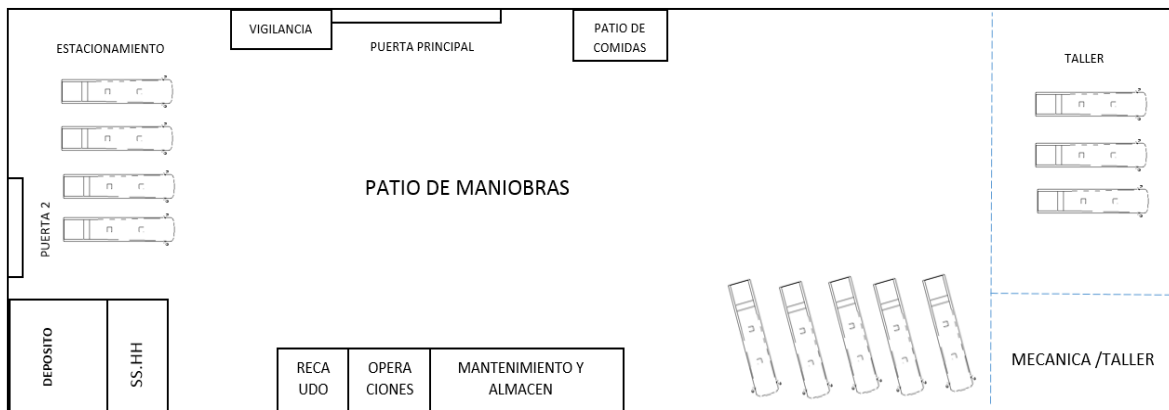 VIGILANCIA
PUERTA PRINCIPAL
PATIO DE
COMIDAS
ESTACIONAMIENTO
TALLER
PATIO DE MANIOBRAS
PUERTA 2
DEPOSITO
SS.HH
RECA
UDO
OPERA
CIONES
MANTENIMIENTO Y
ALMACEN
MECANICA /TALLER